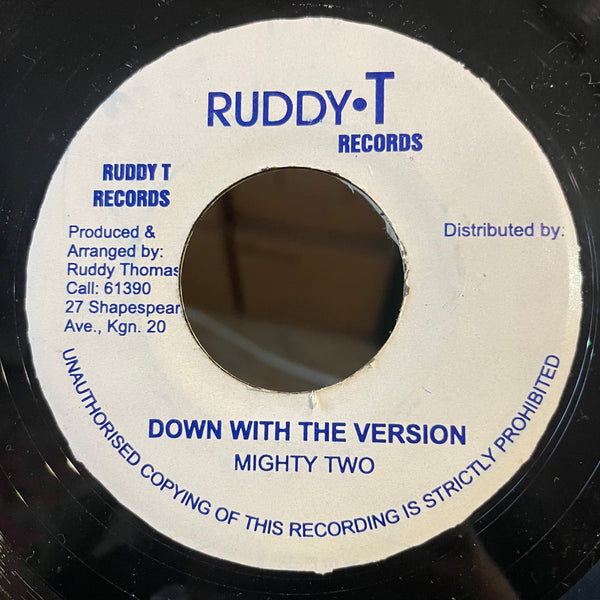 RUDDY•T
RECORDS
RUDDY T
RECORDS
Produced &
Arranged by:
Ruddy Thomas
Call: 61390
27 Shapespear
Ave., Kgn. 20
Distributed by:
DOWN WITH THE VERSION
MIGHTY TWO
UNAUTHORISED COPYING OF THIS RECORDING IS STRICTLY PROHIBITED